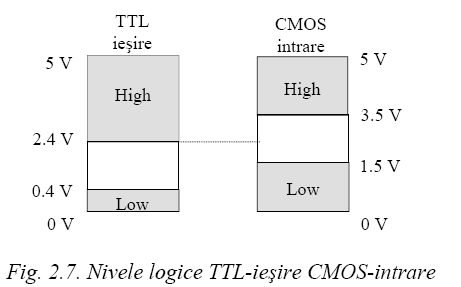 TTL
ieşire
CMOS
intrare
5 V
High
2.4 V
0.4 V
Low
0 V
5 V
High
3.5 V
1.5 V
Low
0 V
Fig. 2.7. Nivele logice TTL-ieşire CMOS-intrare